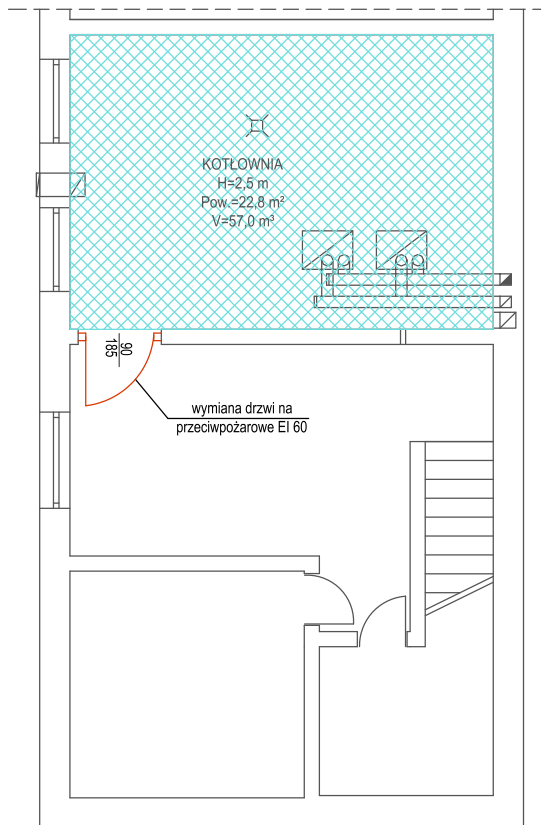 KOTŁOWNIA
H=2,5 m
Pow.=22,8 m²
V=57,0 m³
90
185
wymiana drzwi na
przeciwpożarowe EI 60